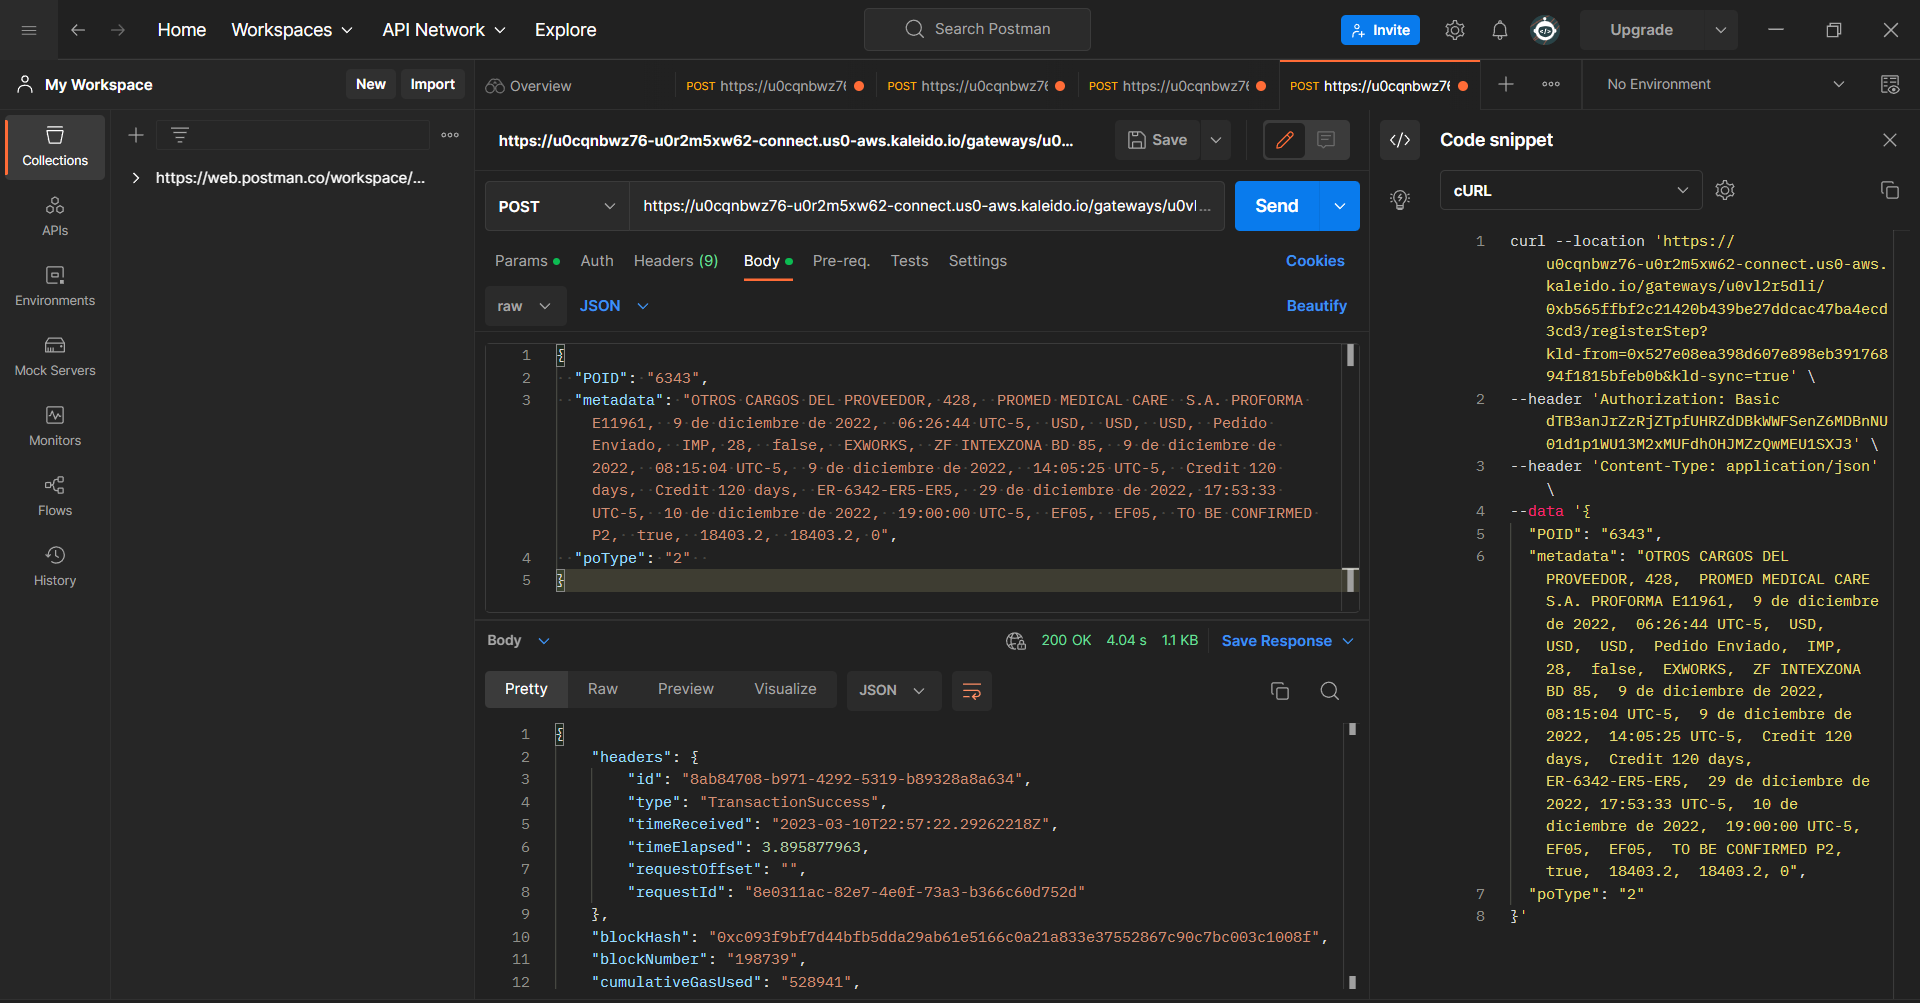 Home Workspaces API Network Explore Search Postman Invite Upgrade
My Workspace New Import
Overview POST https://u0cqnbwz76 POST https://u0cqnbwz76 POST https://u0cqnbwz76 POST https://u0cqnbwz76 No Environment
Collections
APIs
Environments
Mock Servers
Monitors
Flows
History
https://web.postman.co/workspace/...
https://u0cqnbwz76-u0r2m5xw62-connect.us0-aws.kaleido.io/gateways/u0... Save
POST https://u0cqnbwz76-u0r2m5xw62-connect.us0-aws.kaleido.io/gateways/u0vl... Send
Params Auth Headers (9) Body Pre-req. Tests Settings Cookies
raw JSON Beautify
1 {
2 "POID": "6343",
3 "metadata": "OTROS CARGOS DEL PROVEEDOR, 428, PROMED MEDICAL CARE S.A. PROFORMA
E11961, 9 de diciembre de 2022, 06:26:44 UTC-5, USD, USD, USD, Pedido
Enviado, IMP, 28, false, EXWORKS, ZF INTEXZONA BD 85, 9 de diciembre de
2022, 08:15:04 UTC-5, 9 de diciembre de 2022, 14:05:25 UTC-5, Credit 120
days, Credit 120 days, ER-6342-ER5-ER5, 29 de diciembre de 2022, 17:53:33
UTC-5, 10 de diciembre de 2022, 19:00:00 UTC-5, EF05, EF05, TO BE CONFIRMED
P2, true, 18403.2, 18403.2, 0",
4 "poType": "2"
5 }
Body 200 OK 4.04 s 1.1 KB Save Response
Pretty Raw Preview Visualize JSON
1 {
2 "headers": {
3 "id": "8ab84708-b971-4292-5319-b89328a8a634",
4 "type": "TransactionSuccess",
5 "timeReceived": "2023-03-10T22:57:22.29262218Z",
6 "timeElapsed": 3.895877963,
7 "requestOffset": "",
8 "requestId": "8e0311ac-82e7-4e0f-73a3-b366c60d752d"
9 },
10 "blockHash": "0xc093f9bf7d44bfb5dda29ab61e5166c0a21a833e37552867c90c7bc003c1008f",
11 "blockNumber": "198739",
12 "cumulativeGasUsed": "528941",
Code snippet
cURL
1 curl --location 'https://
u0cqnbwz76-u0r2m5xw62-connect.us0-aws.
kaleido.io/gateways/u0vl2r5dli/
0xb565ffbf2c21420b439be27ddcac47ba4ecd
3cd3/registerStep?
kld-from=0x527e08ea398d607e898eb391768
94f1815bfeb0b&kld-sync=true' \
2 --header 'Authorization: Basic
dTB3anJrZzRjZTpfUHRZdDBkWWFSenZ6MDBnNU
01d1p1WU13M2xMUFdhOHJMZzQwMEU1SXJ3' \
3 --header 'Content-Type: application/json'
\
4 --data '{
5 "POID": "6343",
6 "metadata": "OTROS CARGOS DEL
PROVEEDOR, 428, PROMED MEDICAL CARE
S.A. PROFORMA E11961, 9 de diciembre
de 2022, 06:26:44 UTC-5, USD,
USD, USD, Pedido Enviado, IMP,
28, false, EXWORKS, ZF INTEXZONA
BD 85, 9 de diciembre de 2022,
08:15:04 UTC-5, 9 de diciembre de
2022, 14:05:25 UTC-5, Credit 120
days, Credit 120 days,
ER-6342-ER5-ER5, 29 de diciembre de
2022, 17:53:33 UTC-5, 10 de
diciembre de 2022, 19:00:00 UTC-5,
EF05, EF05, TO BE CONFIRMED P2,
true, 18403.2, 18403.2, 0",
7 "poType": "2"
8 }'